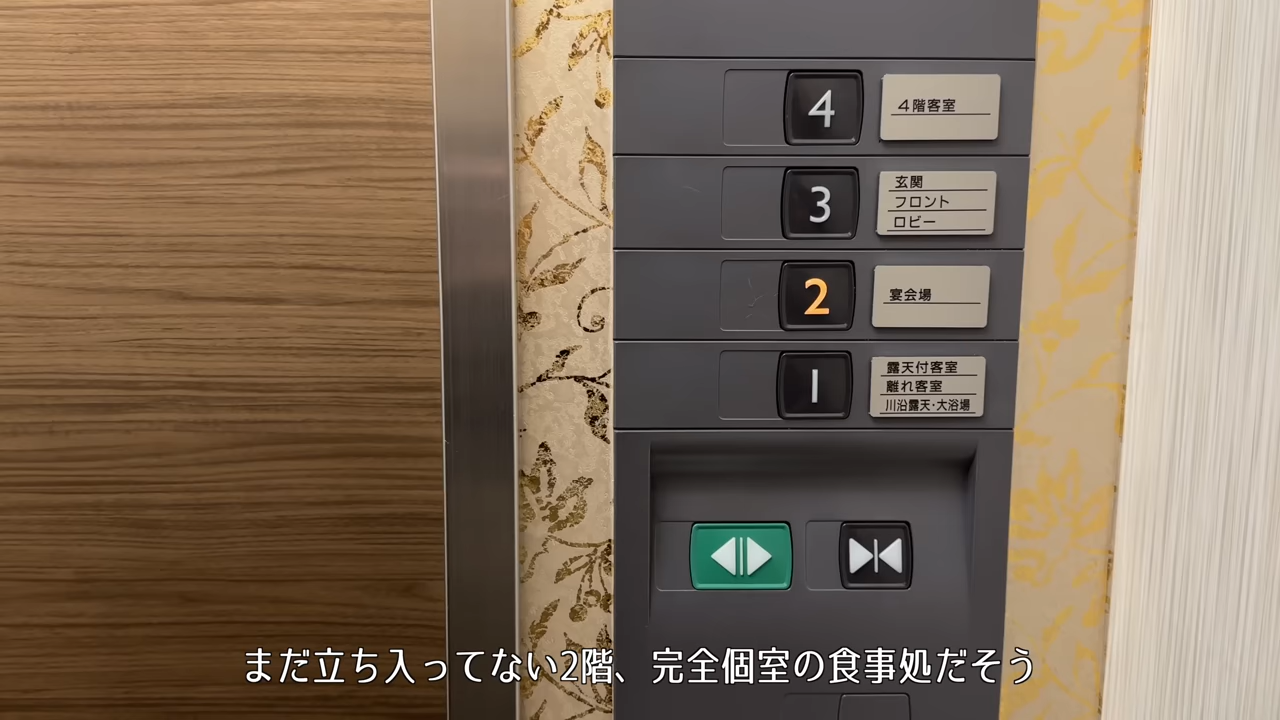 4
4階客室
3
玄関
フロント
ロビー
2
宴会場
1
露天付客室
離れ客室
川沿露天・大浴場
まだ立ち入ってない2階、完全個室の食事処だそう